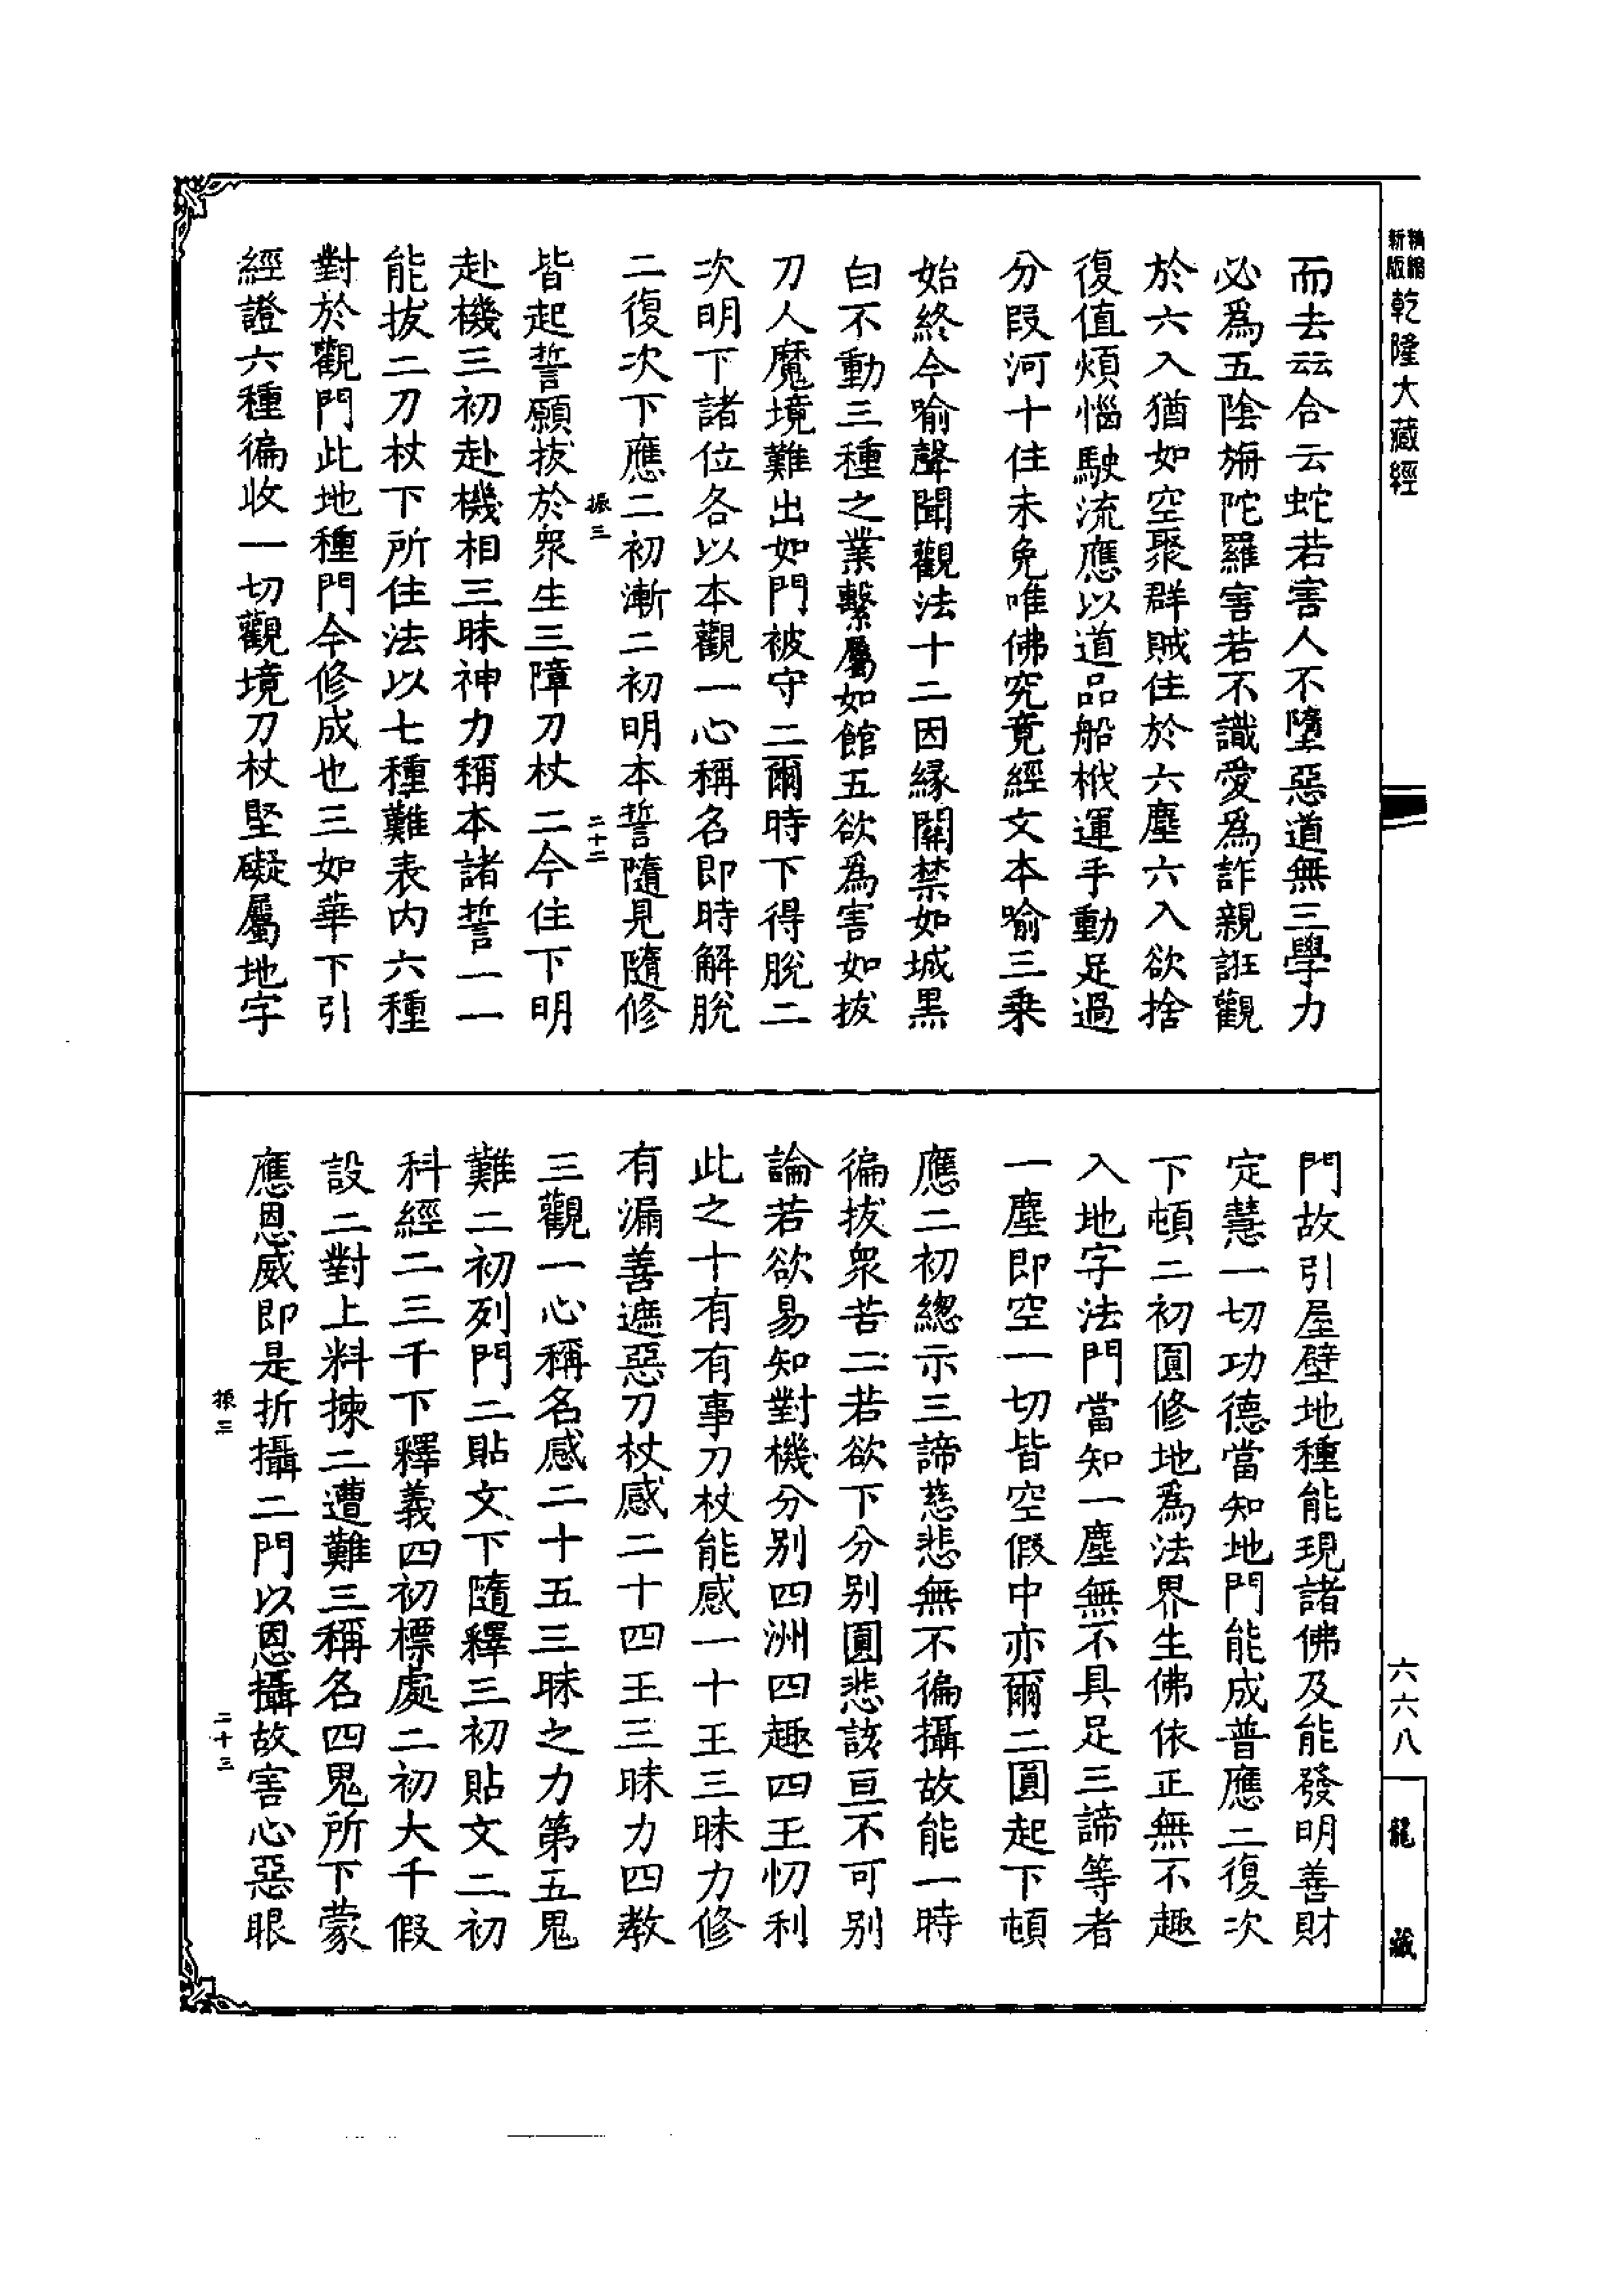 精縮新版乾隆大藏經
而去云云合云蛇若害人不墮惡道無三學力
必爲五陰旃陀羅害若不識愛爲詐親誑觀
於六入猶如空聚群賊住於六塵六入欲捨
復值煩惱駛流應以道品船栰運手動足過
分段河十住未免唯佛究竟經文本喻三乘
始終今喻聲聞觀法十二因緣關禁如城黑
白不動三種之業繫屬如館五欲爲害如拔
刀人魔境難出如門被守二爾時下得脫二
次明下諸位各以本觀一心稱名即時解脫
二復次下應二初漸二初明本誓隨見隨修
振三
二十二
皆起誓願拔於衆生三障刀杖二今住下明
赴機三初赴機相三昧神力稱本諸誓一一
能拔二刀杖下所住法以七種難表内六種
對於觀門此地種門今修成也三如華下引
經證六種徧收一切觀境刀杖堅礙屬地字
門故引屋壁地種能現諸佛及能發明善財
定慧一切功德當知地門能成普應二復次
下頓二初圓修地爲法界生佛依正無不趣
入地字法門當知一塵無不具足三諦等者
一塵即空一切皆空假中亦爾二圓起下頓
應二初總示三諦慈悲無不徧攝故能一時
徧拔衆苦二若欲下分別圓悲該亘不可別
論若欲易知對機分別四洲四趣四王忉利
此之十有有事刀杖能感一十王三昧力修
有漏善遮惡刀杖感二十四王三昧力四教
三觀一心稱名感二十五三昧之力第五鬼
難二初列門二貼文下隨釋三初貼文二初
科經二三千下釋義四初標處二初大千假
設二對上料揀二遭難三稱名四鬼所下蒙
應恩威即是折攝二門以恩攝故害心惡眼
振三
二十三
六六八
龍藏